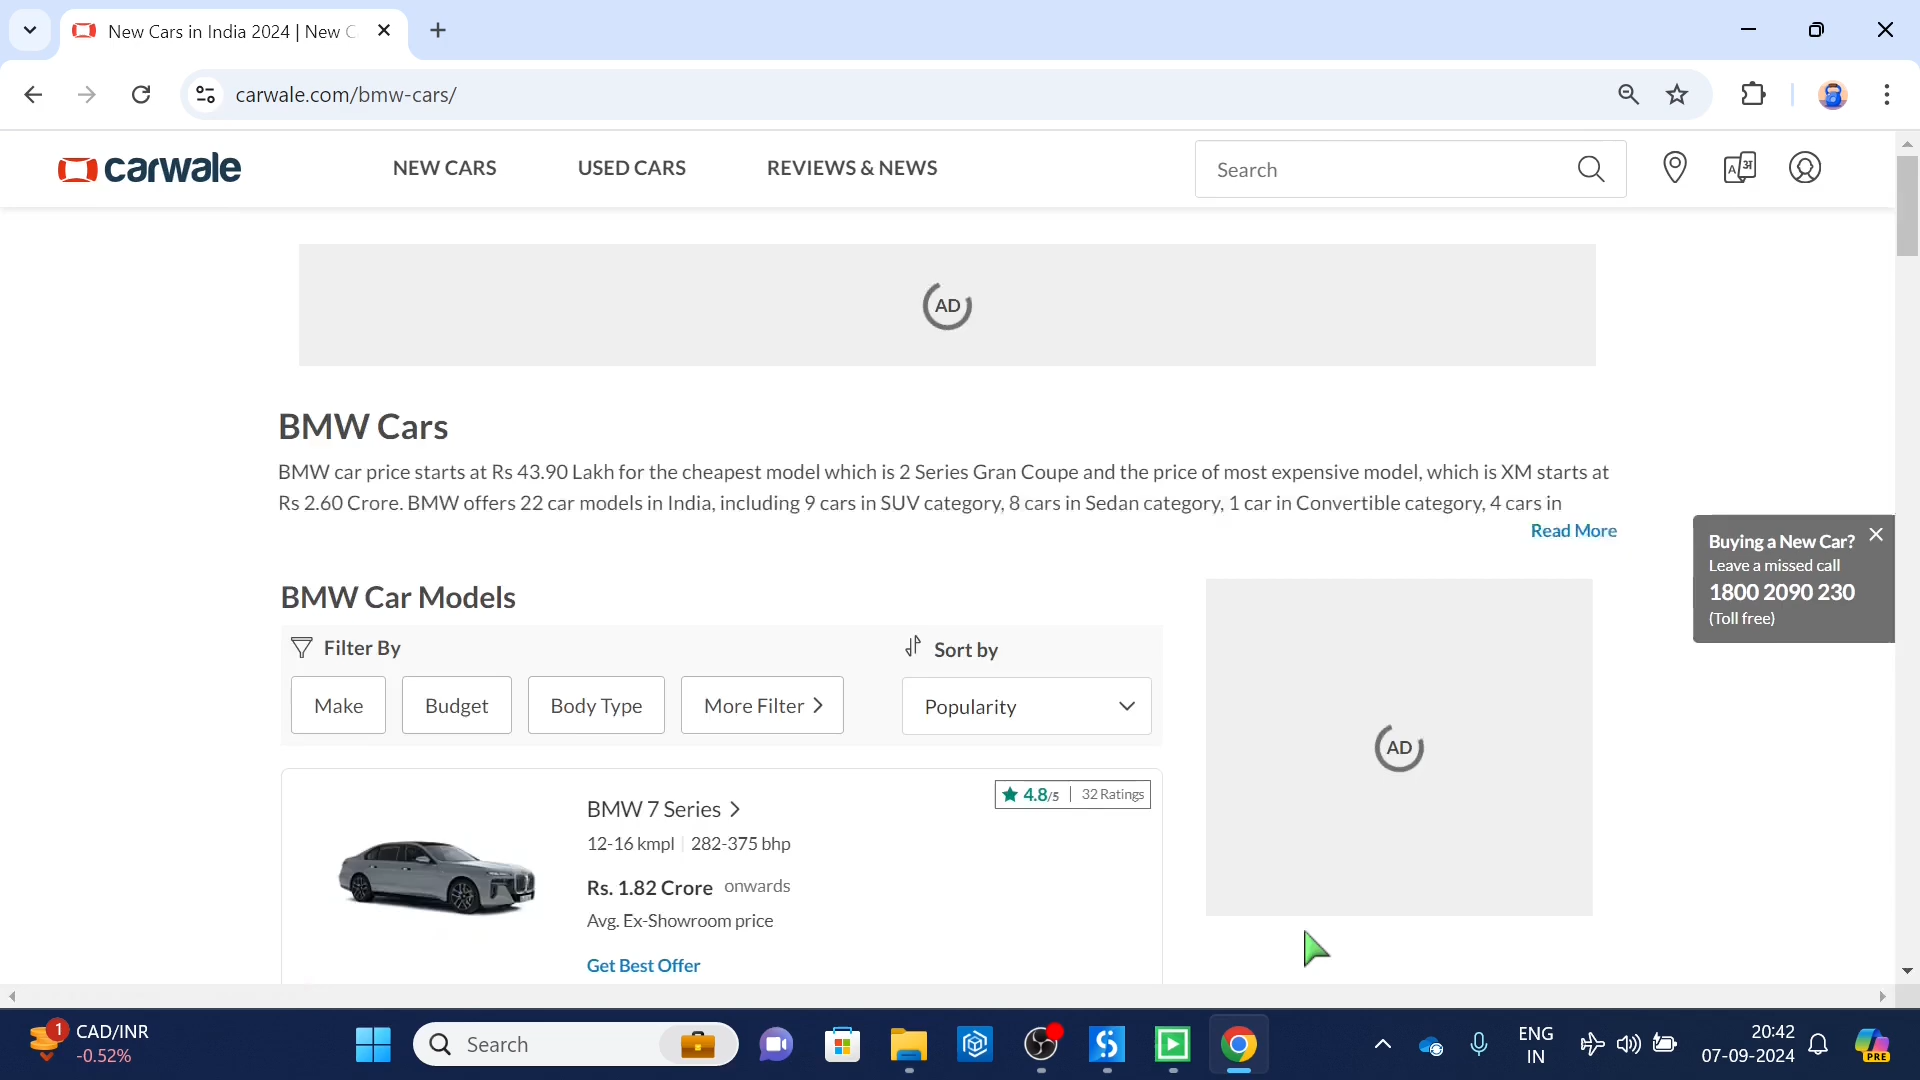 New Cars in India 2024 | New C
carwale.com/bmw-cars/
carwale
NEW CARS
USED CARS
REVIEWS & NEWS
Search
AD
BMW Cars
BMW car price starts at Rs 43.90 Lakh for the cheapest model which is 2 Series Gran Coupe and the price of most expensive model, which is XM starts at
Rs 2.60 Crore. BMW offers 22 car models in India, including 9 cars in SUV category, 8 cars in Sedan category, 1 car in Convertible category, 4 cars in
Read More
Buying a New Car?
Leave a missed call
1800 2090 230
(Toll free)
BMW Car Models
Filter By
Sort by
Make
Budget
Body Type
More Filter
Popularity
AD
BMW 7 Series
4.8/5 | 32 Ratings
12-16 kmpl | 282-375 bhp
Rs. 1.82 Crore onwards
Avg. Ex-Showroom price
Get Best Offer
1
CAD/INR
-0.52%
Search
ENG
IN
20:42
07-09-2024
PRE